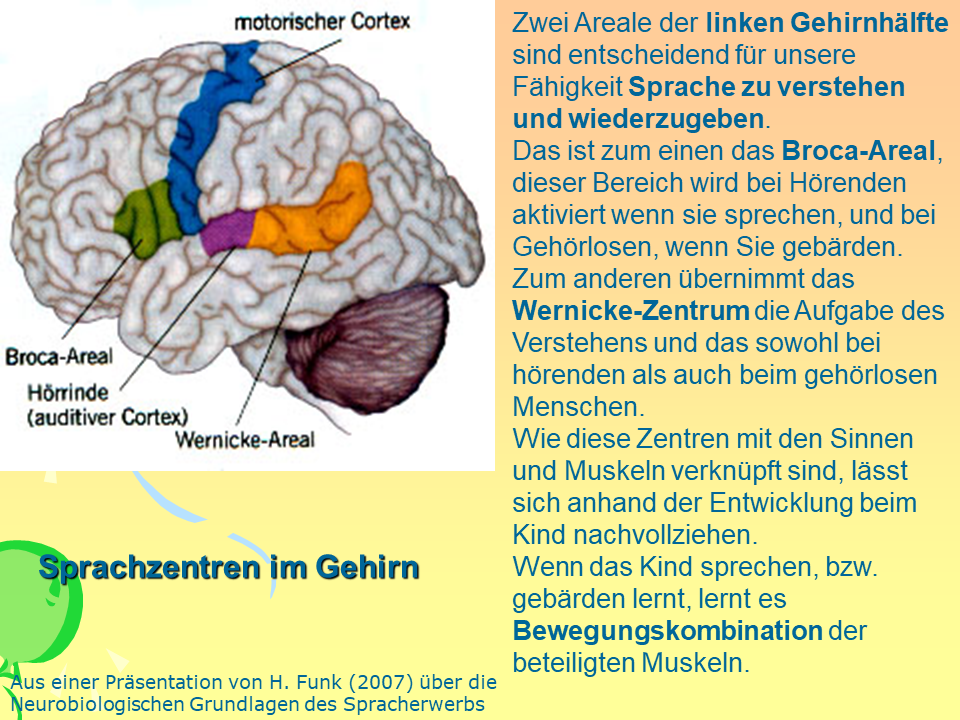 motorischer Cortex
Broca-Areal
Hörrinde
(auditiver Cortex)
Wernicke-Areal
Sprachzentren im Gehirn
Aus einer Präsentation von H. Funk (2007) über die
Neurobiologischen Grundlagen des Spracherwerbs
Zwei Areale der linken Gehirnhälfte
sind entscheidend für unsere
Fähigkeit Sprache zu verstehen
und wiederzugeben.
Das ist zum einen das Broca-Areal,
dieser Bereich wird bei Hörenden
aktiviert wenn sie sprechen, und bei
Gehörlosen, wenn Sie gebärden.
Zum anderen übernimmt das
Wernicke-Zentrum die Aufgabe des
Verstehens und das sowohl bei
hörenden als auch beim gehörlosen
Menschen.
Wie diese Zentren mit den Sinnen
und Muskeln verknüpft sind, lässt
sich anhand der Entwicklung beim
Kind nachvollziehen.
Wenn das Kind sprechen, bzw.
gebärden lernt, lernt es
Bewegungskombination der
beteiligten Muskeln.